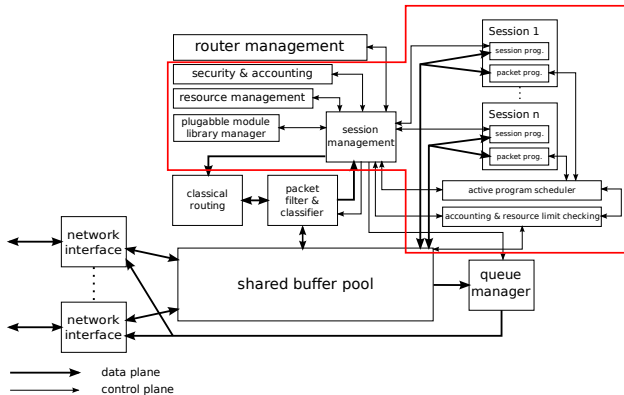 router management
security & accounting
resource management
plugabble module
library manager
session
management
Session 1
session prog.
packet prog.
Session n
session prog.
packet prog.
active program scheduler
accounting & resource limit checking
classical
routing
packet
filter &
classifier
network
interface
shared buffer pool
queue
manager
network
interface
data plane
control plane